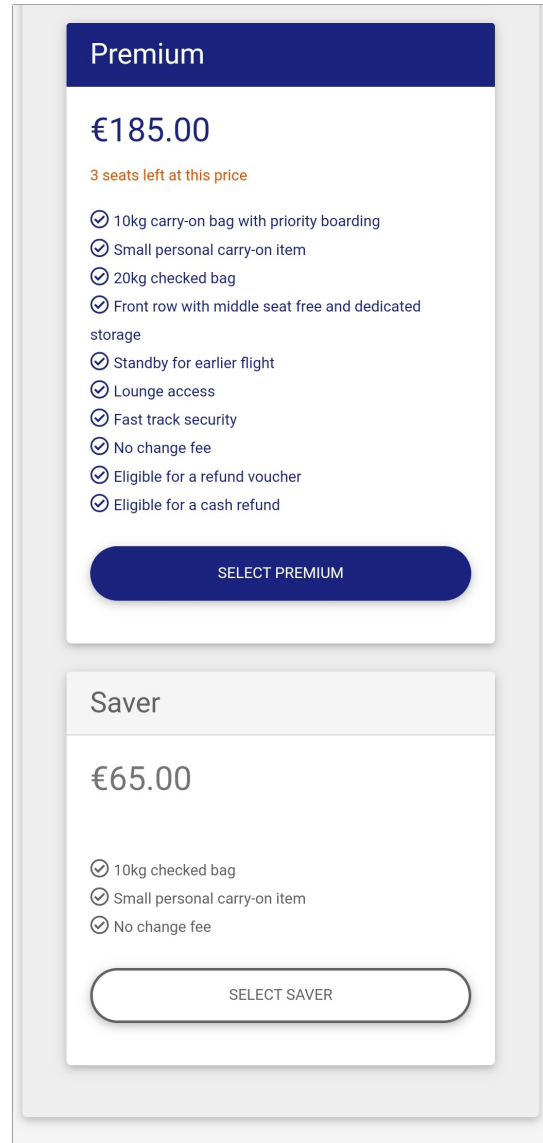 Premium
€185.00
3 seats left at this price
10kg carry-on bag with priority boarding
Small personal carry-on item
20kg checked bag
Front row with middle seat free and dedicated
storage
Standby for earlier flight
Lounge access
Fast track security
No change fee
Eligible for a refund voucher
Eligible for a cash refund
SELECT PREMIUM
Saver
€65.00
10kg checked bag
Small personal carry-on item
No change fee
SELECT SAVER